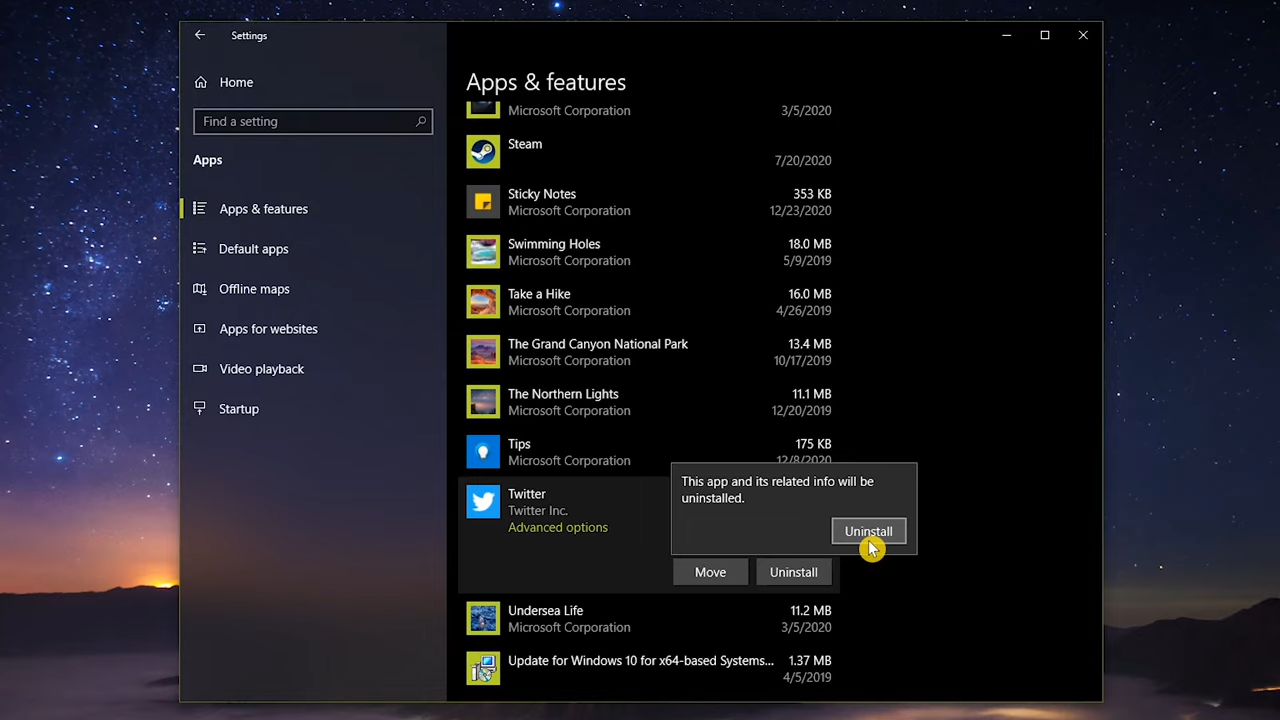 Settings
Home
Find a setting
Apps
Apps & features
Default apps
Offline maps
Apps for websites
Video playback
Startup
Apps & features
Microsoft Corporation 3/5/2020
Steam
7/20/2020
Sticky Notes 353 KB
Microsoft Corporation 12/23/2020
Swimming Holes 18.0 MB
Microsoft Corporation 5/9/2019
Take a Hike 16.0 MB
Microsoft Corporation 4/26/2019
The Grand Canyon National Park 13.4 MB
Microsoft Corporation 10/17/2019
The Northern Lights 11.1 MB
Microsoft Corporation 12/20/2019
Tips 175 KB
Microsoft Corporation 12/8/2020
Twitter
Twitter Inc.
Advanced options
This app and its related info will be
uninstalled.
Uninstall
Move Uninstall
Undersea Life 11.2 MB
Microsoft Corporation 3/5/2020
Update for Windows 10 for x64-based Systems... 1.37 MB
4/5/2019